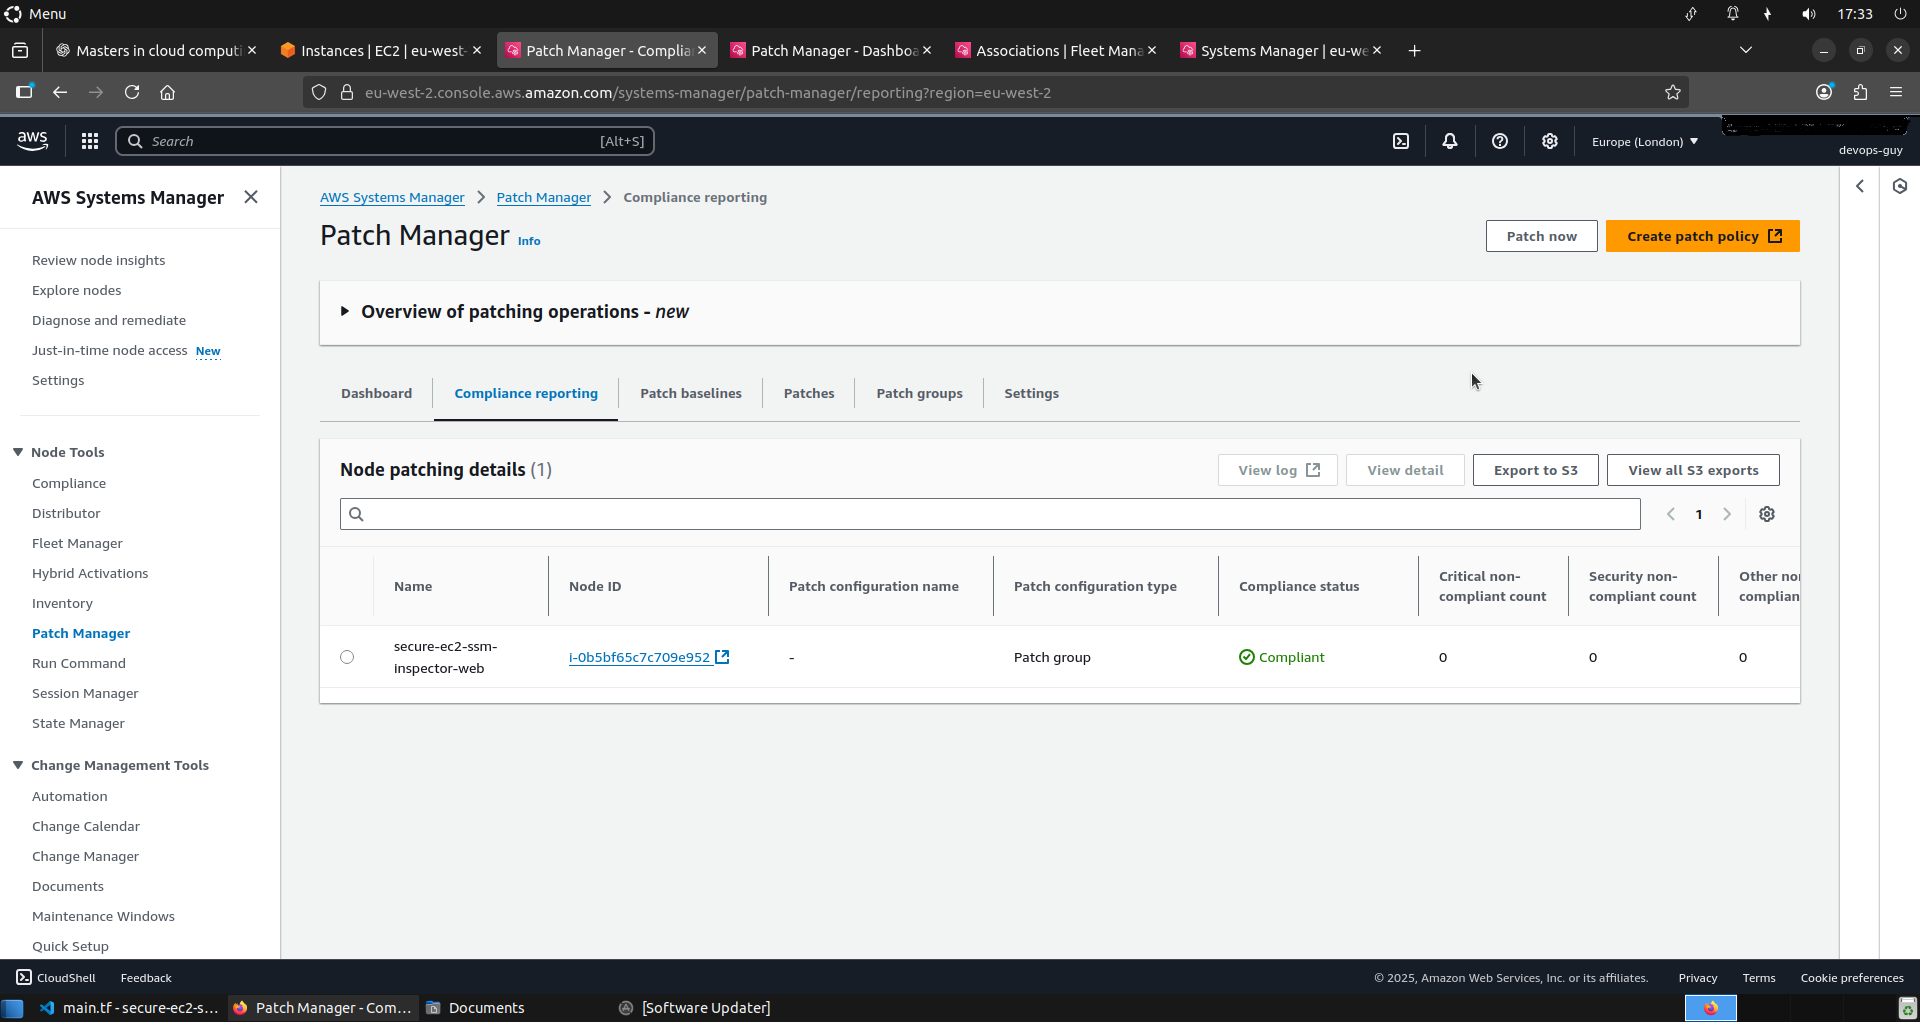 Menu
17:33
Masters in cloud computi
Instances | EC2 | eu-west-
Patch Manager - Complia
Patch Manager - Dashboa
Associations | Fleet Mana
Systems Manager | eu-we
eu-west-2.console.aws.amazon.com/systems-manager/patch-manager/reporting?region=eu-west-2
aws
Search
[Alt+S]
Europe (London)
devops-guy
AWS Systems Manager
Review node insights
Explore nodes
Diagnose and remediate
Just-in-time node access New
Settings
Node Tools
Compliance
Distributor
Fleet Manager
Hybrid Activations
Inventory
Patch Manager
Run Command
Session Manager
State Manager
Change Management Tools
Automation
Change Calendar
Change Manager
Documents
Maintenance Windows
Quick Setup
AWS Systems Manager
Patch Manager
Compliance reporting
Patch Manager Info
Patch now
Create patch policy
Overview of patching operations - new
Dashboard
Compliance reporting
Patch baselines
Patches
Patch groups
Settings
Node patching details (1)
View log
View detail
Export to S3
View all S3 exports
1
Name
Node ID
Patch configuration name
Patch configuration type
Compliance status
Critical non-
compliant count
Security non-
compliant count
Other no
complian
secure-ec2-ssm-
inspector-web
i-0b5bf65c7c709e952
-
Patch group
Compliant
0
0
0
CloudShell
Feedback
© 2025, Amazon Web Services, Inc. or its affiliates.
Privacy
Terms
Cookie preferences
main.tf - secure-ec2-s...
Patch Manager - Com...
Documents
[Software Updater]